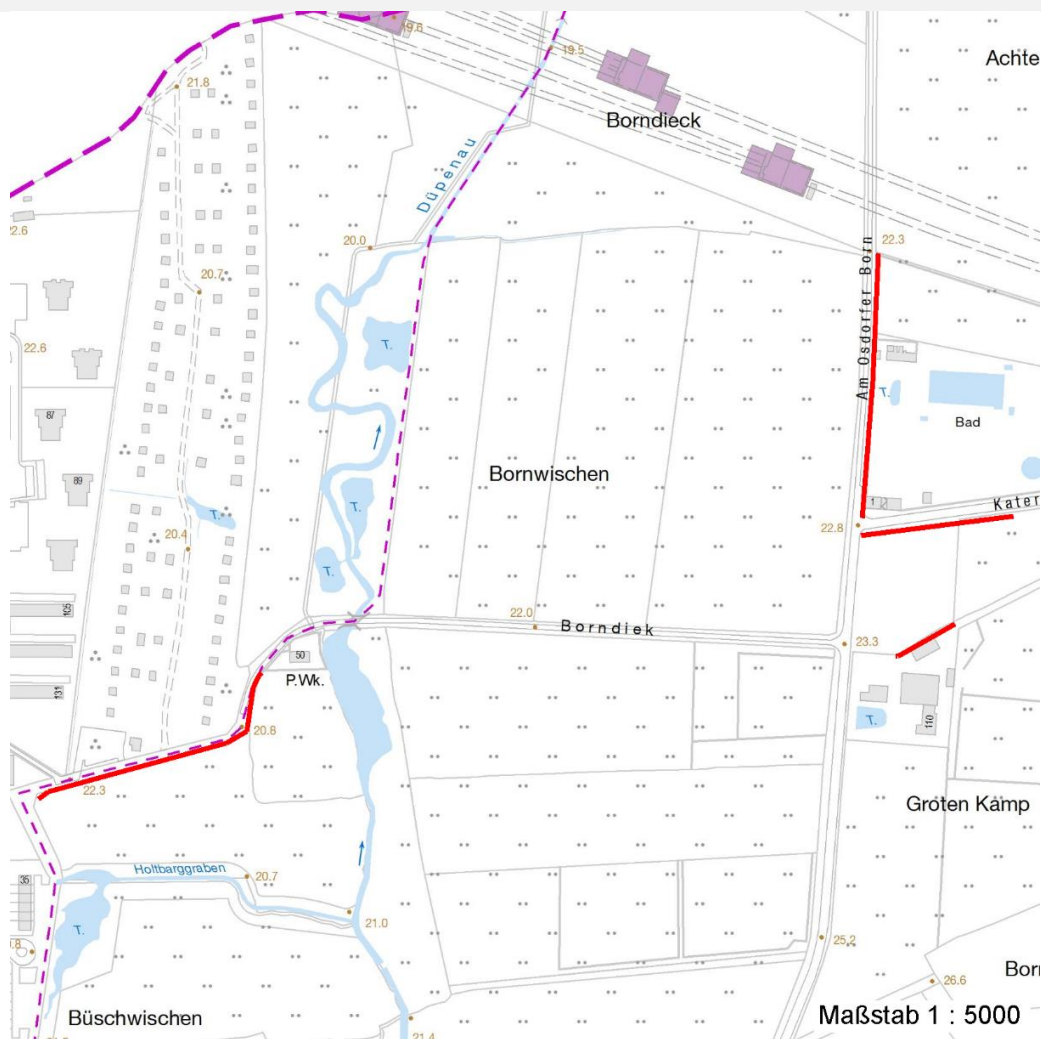 19.6
19.5
Achte
21.8
Borndieck
Düpenau
22.6
20.0
22.3
20.7
Am Osdorfer Born
22.6
T.
T.
Bad
87
Bornwischen
89
T.
T.
1
Kater
22.8
20.4
T.
105
22.0
Borndiek
23.3
50
P.Wk.
131
20.8
T.
110
22.3
Groten Kamp
Holtbarggraben
35
20.7
21.0
T.
25.2
26.6
Bor
Büschwischen
Maßstab 1 : 5000
21.4